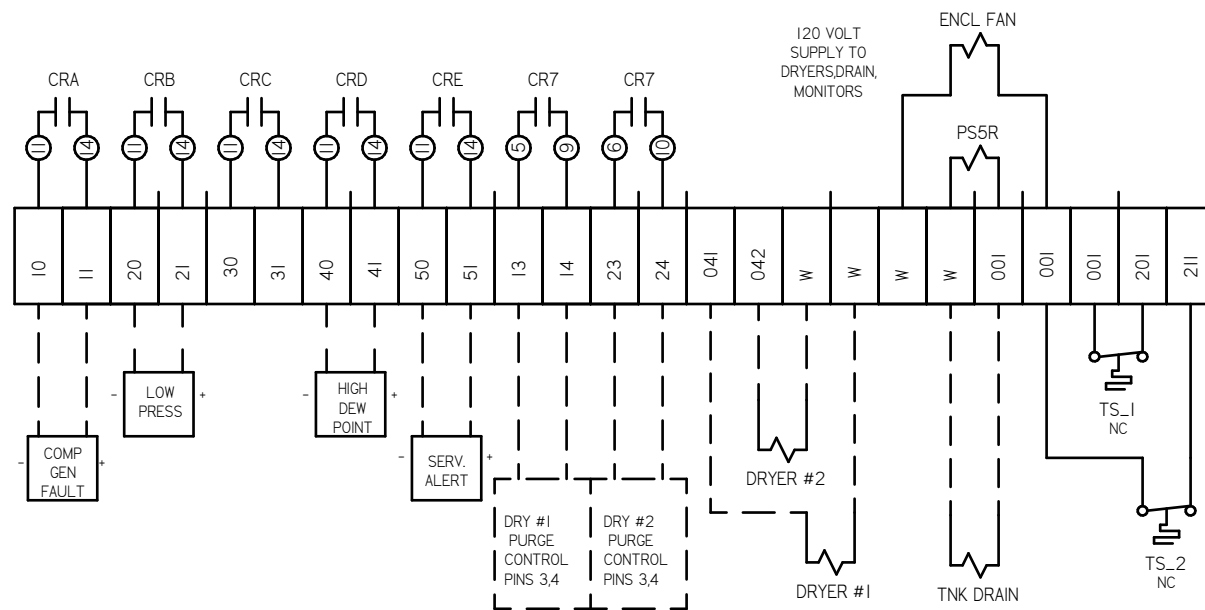 ENCL FAN
120 VOLT
SUPPLY TO
DRYERS,DRAIN,
MONITORS
CRA CRB CRC CRD CRE CR7 CR7
PS5R
11 14 11 14 11 14 11 14 11 14 5 9 6 10
10 11 20 21 30 31 40 41 50 51 13 14 23 24 041 042 W W W W 001 001 001 201 211
- COMP GEN FAULT +
- LOW PRESS +
- HIGH DEW POINT +
- SERV. ALERT +
DRY #1
PURGE
CONTROL
PINS 3,4
DRY #2
PURGE
CONTROL
PINS 3,4
DRYER #2
DRYER #1
TNK DRAIN
TS_1
NC
TS_2
NC